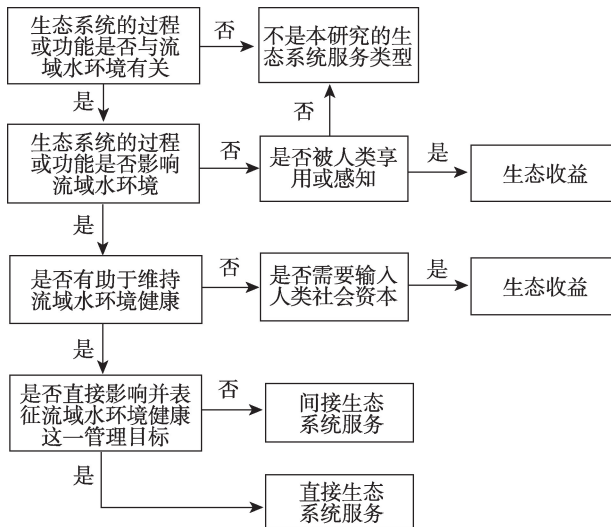 生态系统的过程
或功能是否与流
域水环境有关
否
不是本研究的生
态系统服务类型
是
否
生态系统的过程
或功能是否影响
流域水环境
否
是否被人类享
用或感知
是
生态收益
是
是否有助于维持
流域水环境健康
否
是否需要输入
人类社会资本
是
生态收益
是
是否直接影响并表
征流域水环境健康
这一管理目标
否
间接生态
系统服务
是
直接生态
系统服务